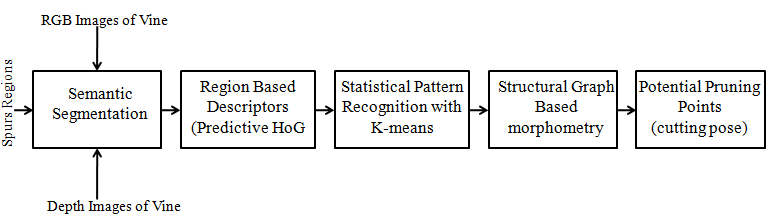 RGB Images of Vine
Spurs Regions
Semantic
Segmentation
Region Based
Descriptors
(Predictive HoG
Statistical Pattern
Recognition with
K-means
Structural Graph
Based
morphometry
Potential Pruning
Points
(cutting pose)
Depth Images of Vine